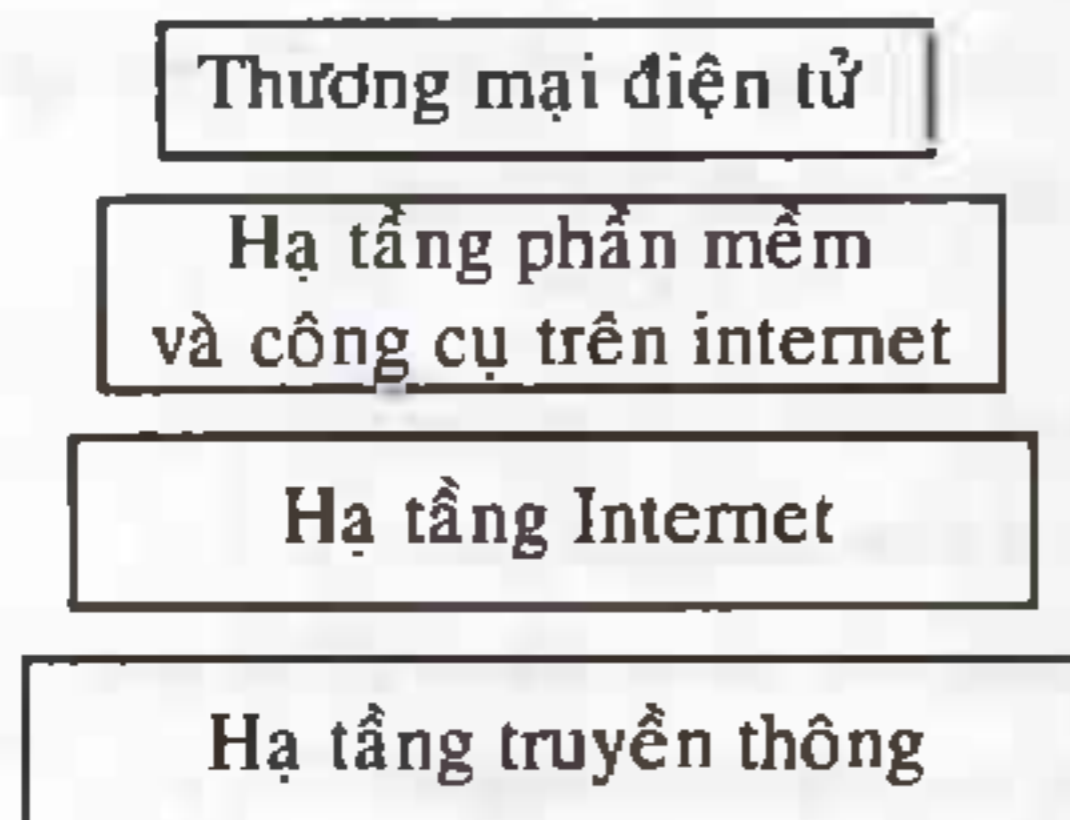 Thương mại điện tử
Hạ tầng phần mềm
và công cụ trên internet
Hạ tầng Internet
Hạ tầng truyền thông